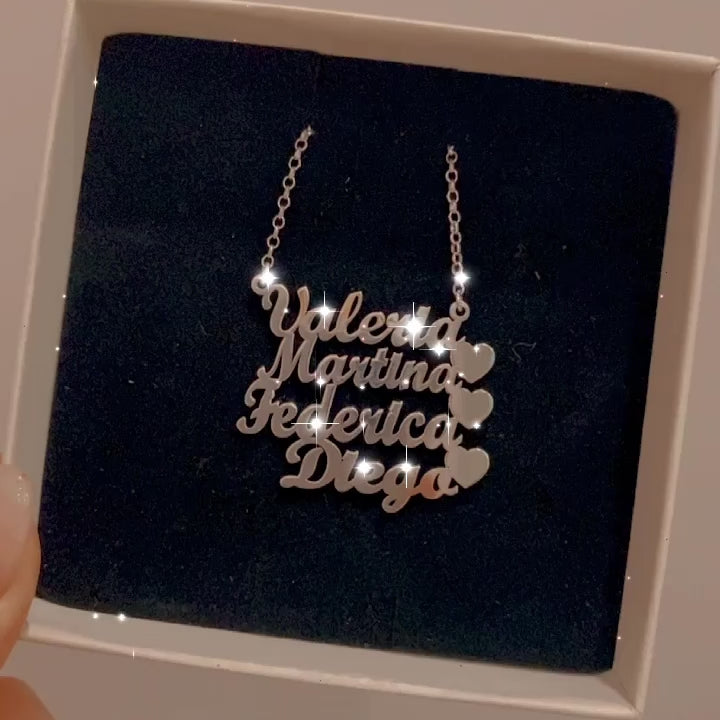 Valeria
Martina
Federica
Diego